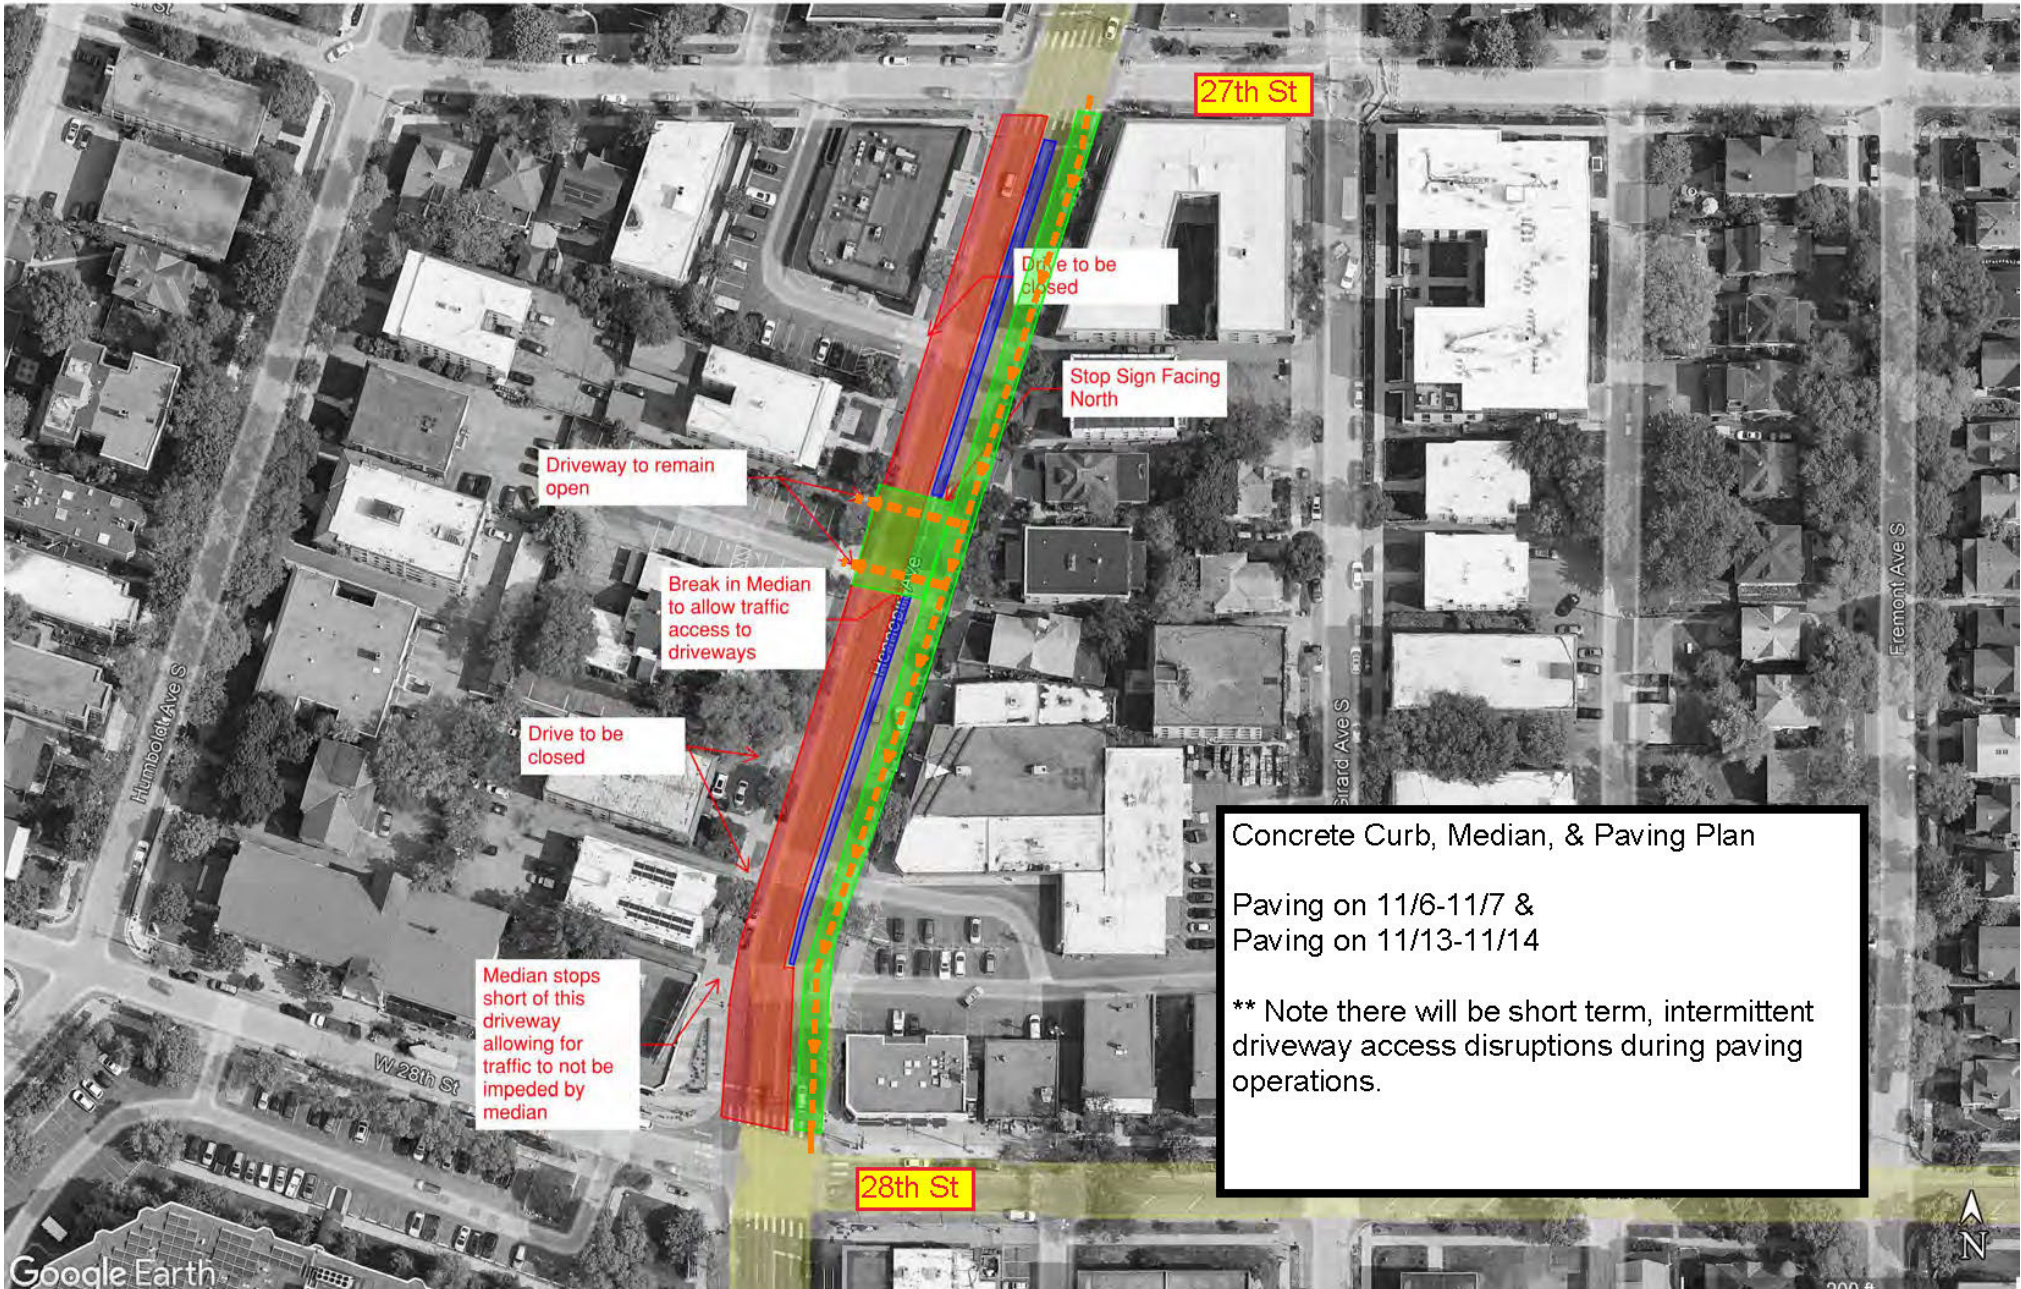 27th St
Drive to be
closed
Stop Sign Facing
North
Driveway to remain
open
Hennepin Ave
Break in Median
to allow traffic
access to
driveways
Fremont Ave S
Humboldt Ave S
Girard Ave S
Drive to be
closed
Median stops
short of this
driveway
allowing for
traffic to not be
impeded by
median
W 28th St
28th St
Concrete Curb, Median, & Paving Plan
Paving on 11/6-11/7 &
Paving on 11/13-11/14
** Note there will be short term, intermittent
driveway access disruptions during paving
operations.
N
Google Earth